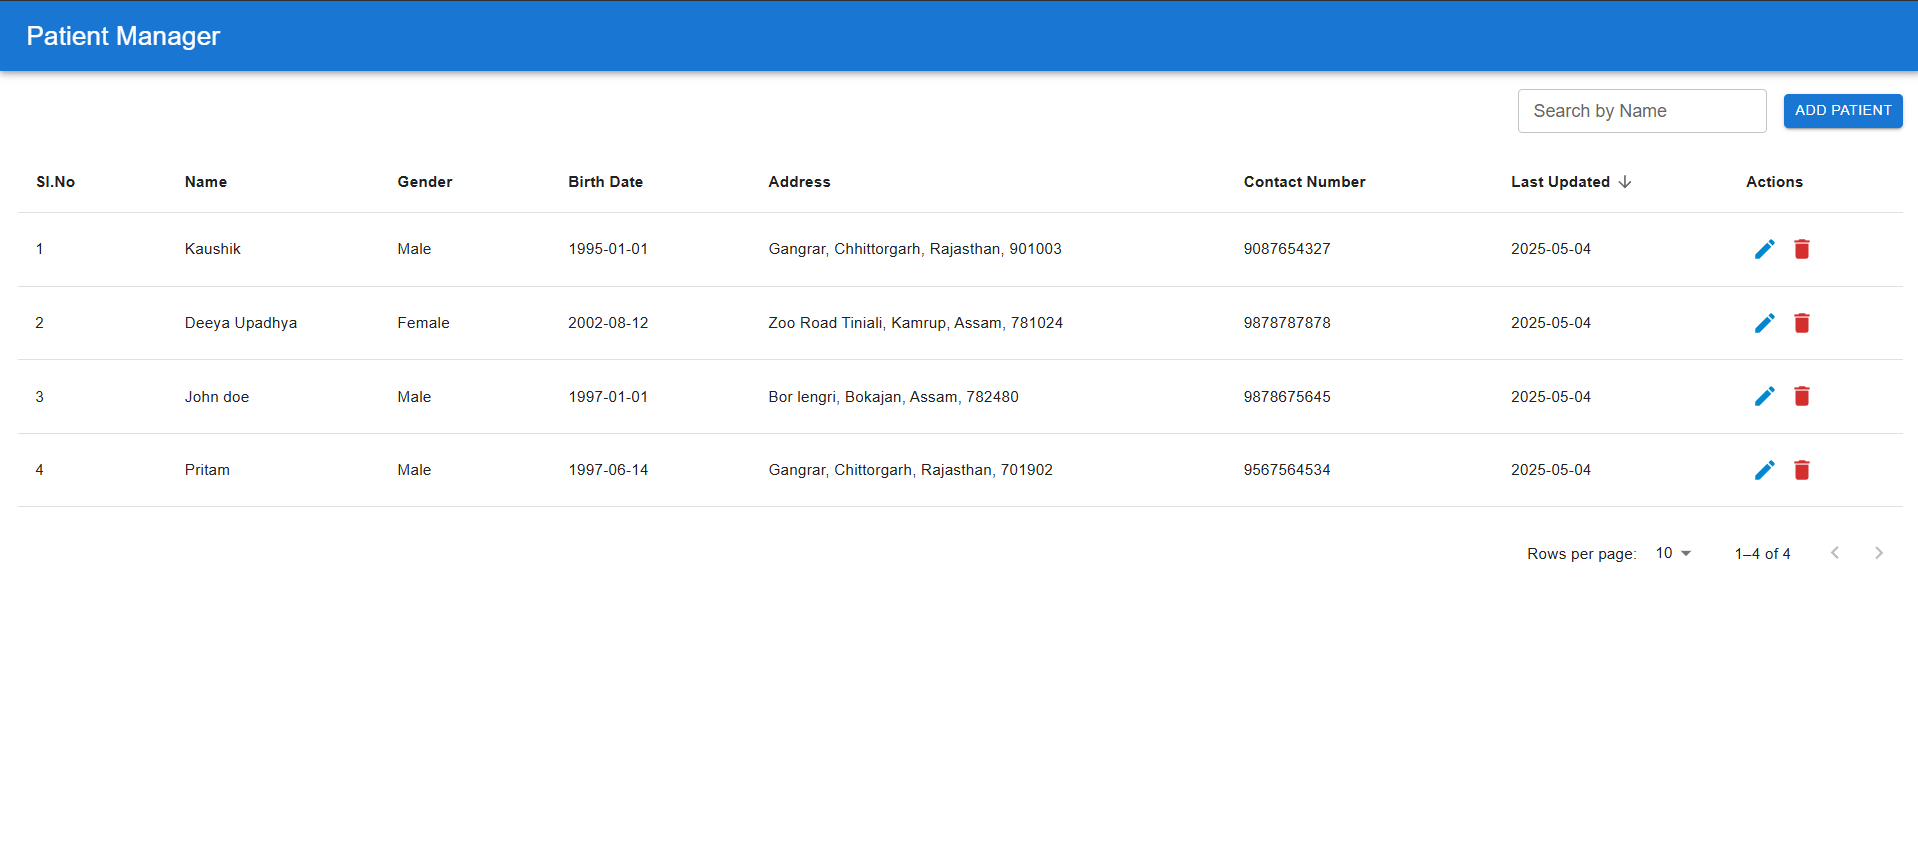 Patient Manager
Search by Name
ADD PATIENT
Sl.No Name Gender Birth Date Address Contact Number Last Updated Actions
1 Kaushik Male 1995-01-01 Gangrar, Chhittorgarh, Rajasthan, 901003 9087654327 2025-05-04
2 Deeya Upadhya Female 2002-08-12 Zoo Road Tiniali, Kamrup, Assam, 781024 9878787878 2025-05-04
3 John doe Male 1997-01-01 Bor lengri, Bokajan, Assam, 782480 9878675645 2025-05-04
4 Pritam Male 1997-06-14 Gangrar, Chittorgarh, Rajasthan, 701902 9567564534 2025-05-04
Rows per page: 10 1–4 of 4